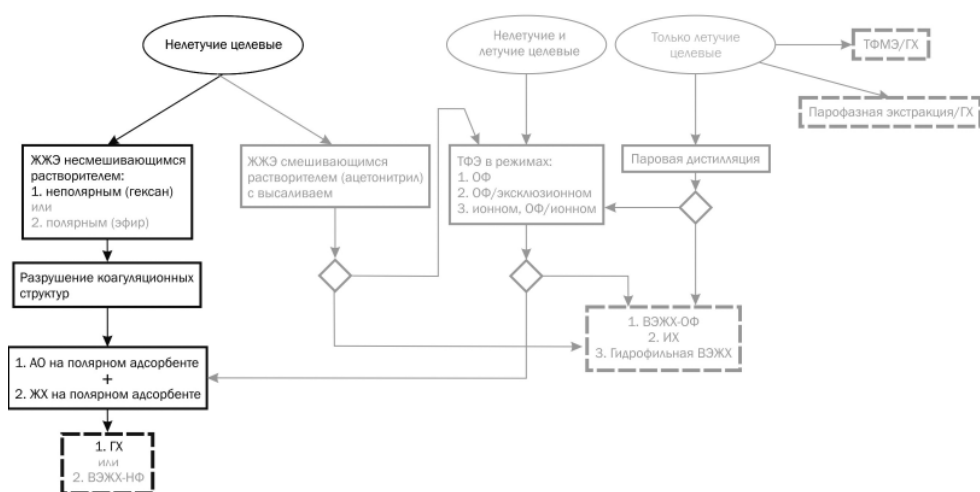 Нелетучие целевые
Нелетучие и
летучие целевые
Только летучие
целевые
ТФМЭ/ГХ
Парофазная экстракция/ГХ
ЖЖЭ несмешивающимся
растворителем:
1. неполярным (гексан)
или
2. полярным (эфир)
ЖЖЭ смешивающимся
растворителем (ацетонитрил)
с высаливаем
ТФЭ в режимах:
1. ОФ
2. ОФ/эксклюзионном
3. ионном, ОФ/ионном
Паровая дистилляция
Разрушение коагуляционных
структур
1. ВЭЖХ-ОФ
2. ИХ
3. Гидрофильная ВЭЖХ
1. АО на полярном адсорбенте
+
2. ЖХ на полярном адсорбенте
1. ГХ
или
2. ВЭЖХ-НФ